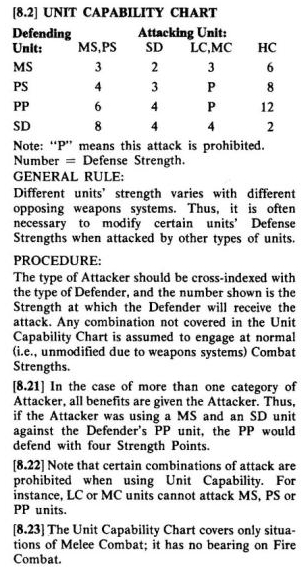 [8.2] UNIT CAPABILITY CHART
Defending Attacking Unit:
Unit: MS,PS SD LC,MC HC
MS 3 2 3 6
PS 4 3 P 8
PP 6 4 P 12
SD 8 4 4 2
Note: "P" means this attack is prohibited.
Number = Defense Strength.
GENERAL RULE:
Different units' strength varies with different
opposing weapons systems. Thus, it is often
necessary to modify certain units' Defense
Strengths when attacked by other types of units.
PROCEDURE:
The type of Attacker should be cross-indexed with
the type of Defender, and the number shown is the
Strength at which the Defender will receive the
attack. Any combination not covered in the Unit
Capability Chart is assumed to engage at normal
(i.e., unmodified due to weapons systems) Combat
Strengths.
[8.21] In the case of more than one category of
Attacker, all benefits are given the Attacker. Thus,
if the Attacker was using a MS and an SD unit
against the Defender's PP unit, the PP would
defend with four Strength Points.
[8.22] Note that certain combinations of attack are
prohibited when using Unit Capability. For
instance, LC or MC units cannot attack MS, PS or
PP units.
[8.23] The Unit Capability Chart covers only situa-
tions of Melee Combat; it has no bearing on Fire
Combat.